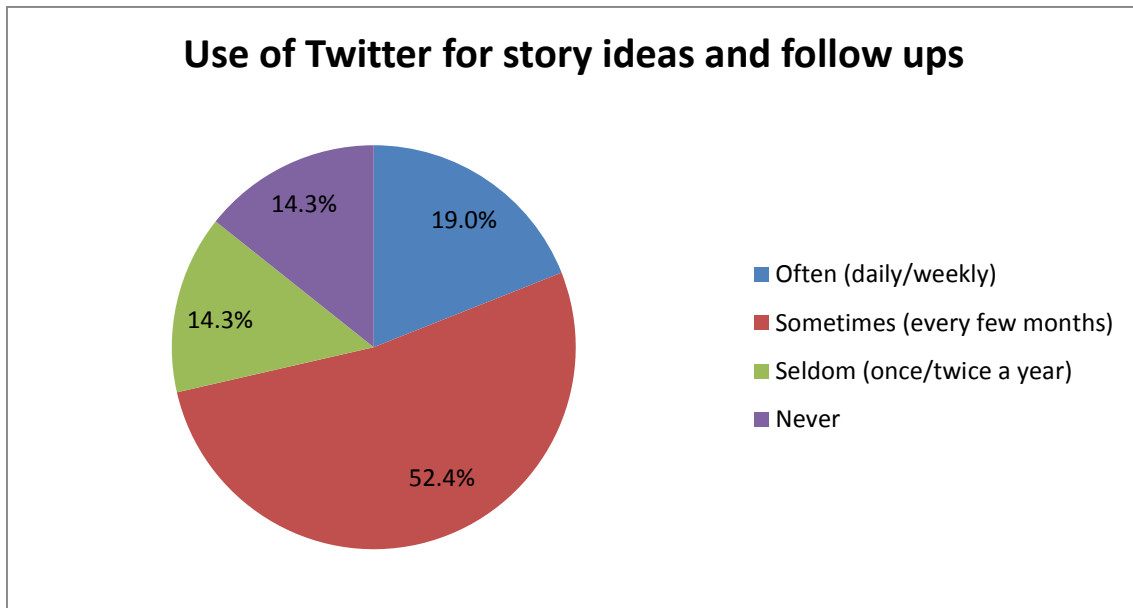 Use of Twitter for story ideas and follow ups
14.3%
19.0%
14.3%
52.4%
Often (daily/weekly)
Sometimes (every few months)
Seldom (once/twice a year)
Never